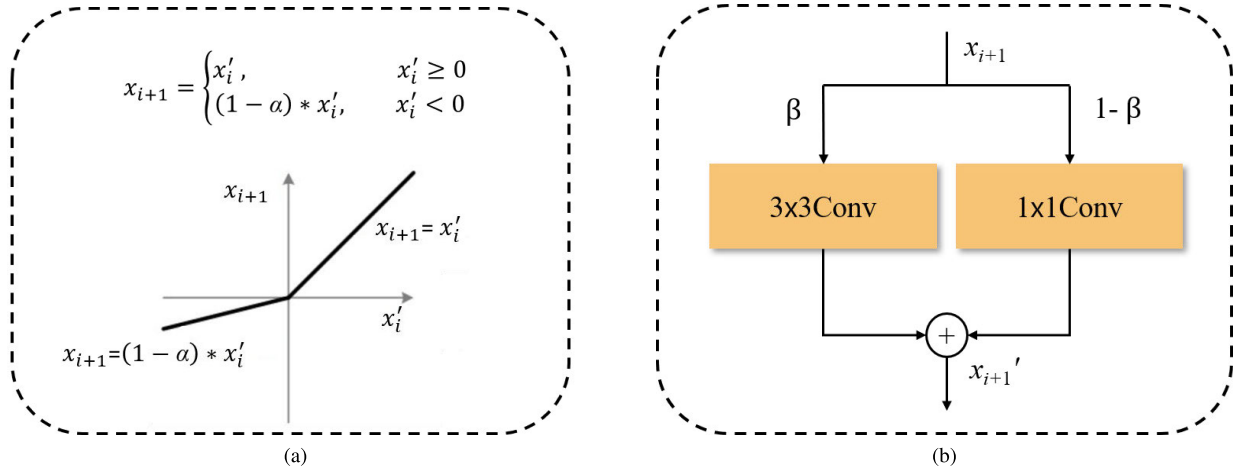 x_{i+1} = { x′_i ,  x′_i ≥ 0
(1 − α) ∗ x′_i,  x′_i < 0
x_{i+1}
x_{i+1}= x′_i
x′_i
x_{i+1}=(1 − α) ∗ x′_i
(a)
x_{i+1}
β
1- β
3x3Conv
1x1Conv
+
x_{i+1}′
(b)